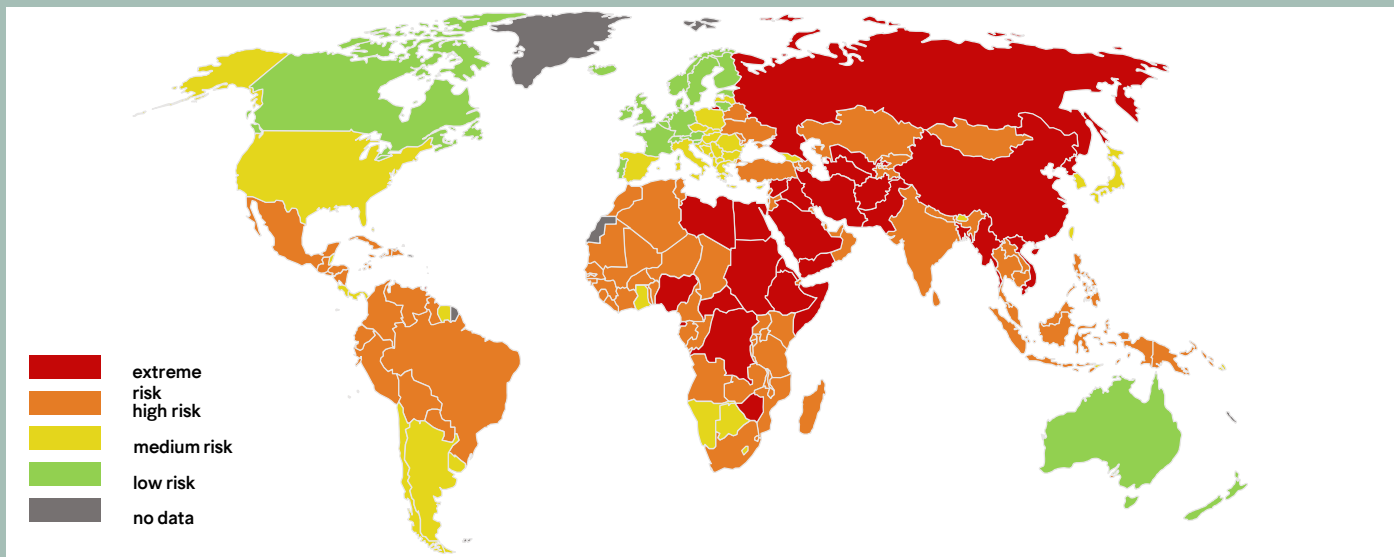 extreme
risk
high risk
medium risk
low risk
no data